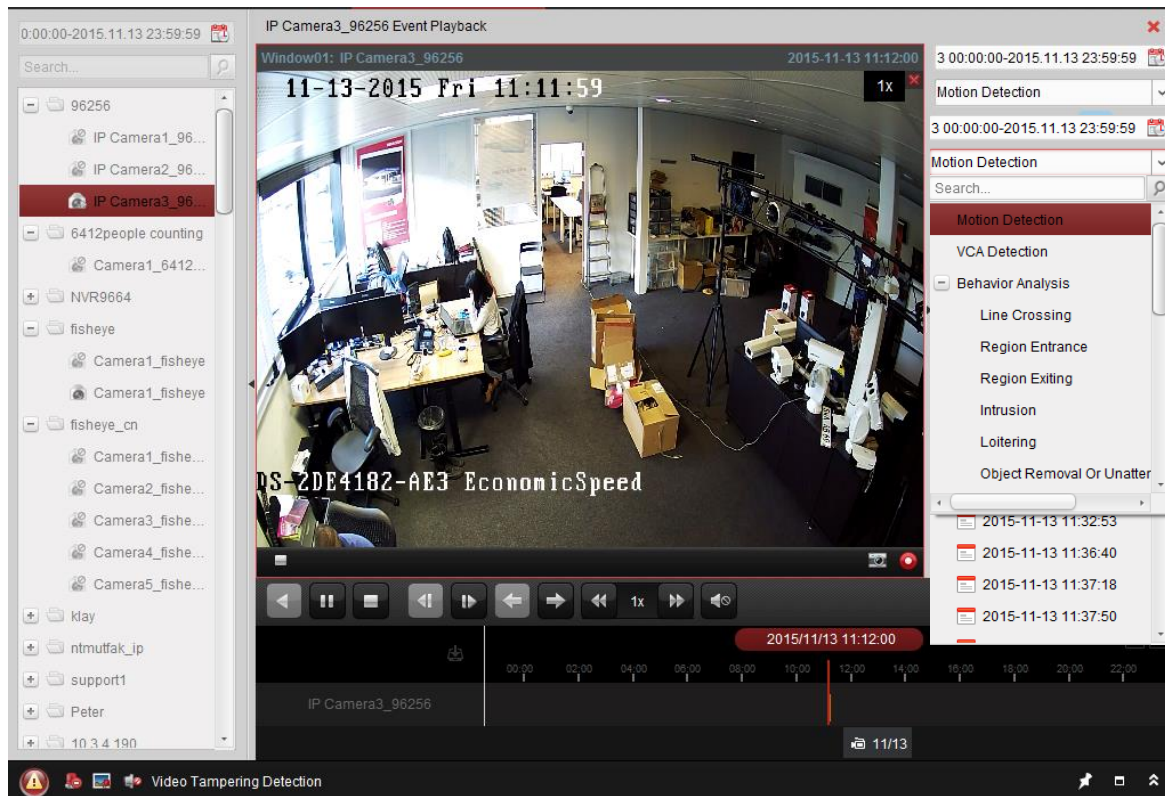 0:00:00-2015.11.13 23:59:59
Search...
96256
IP Camera1_96...
IP Camera2_96...
IP Camera3_96...
6412people counting
Camera1_6412...
NVR9664
fisheye
Camera1_fisheye
Camera1_fisheye
fisheye_cn
Camera1_fishe...
Camera2_fishe...
Camera3_fishe...
Camera4_fishe...
Camera5_fishe...
klay
ntmutfak_ip
support1
Peter
10.3.4.190
IP Camera3_96256 Event Playback
Window01: IP Camera3_96256
2015-11-13 11:12:00
11-13-2015 Fri 11:11:59
1x
DS-2DE4182-AE3 EconomicSpeed
1x
2015/11/13 11:12:00
00:00 02:00 04:00 06:00 08:00 10:00 12:00 14:00 16:00 18:00 20:00 22:00
IP Camera3_96256
11/13
3 00:00:00-2015.11.13 23:59:59
Motion Detection
3 00:00:00-2015.11.13 23:59:59
Motion Detection
Search...
Motion Detection
VCA Detection
Behavior Analysis
Line Crossing
Region Entrance
Region Exiting
Intrusion
Loitering
Object Removal Or Unatter
2015-11-13 11:32:53
2015-11-13 11:36:40
2015-11-13 11:37:18
2015-11-13 11:37:50
Video Tampering Detection